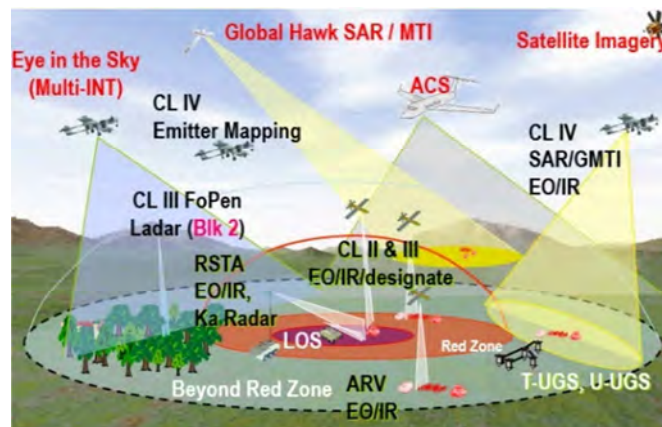 Global Hawk SAR / MTI
Satellite Imagery
Eye in the Sky
(Multi-INT)
ACS
CL IV
Emitter Mapping
CL IV
SAR/GMTI
EO/IR
CL III FoPen
Ladar (Blk 2)
CL II & III
EO/IR/designate
RSTA
EO/IR,
Ka Radar
LOS
Red Zone
Beyond Red Zone
ARV
EO/IR
T-UGS, U-UGS